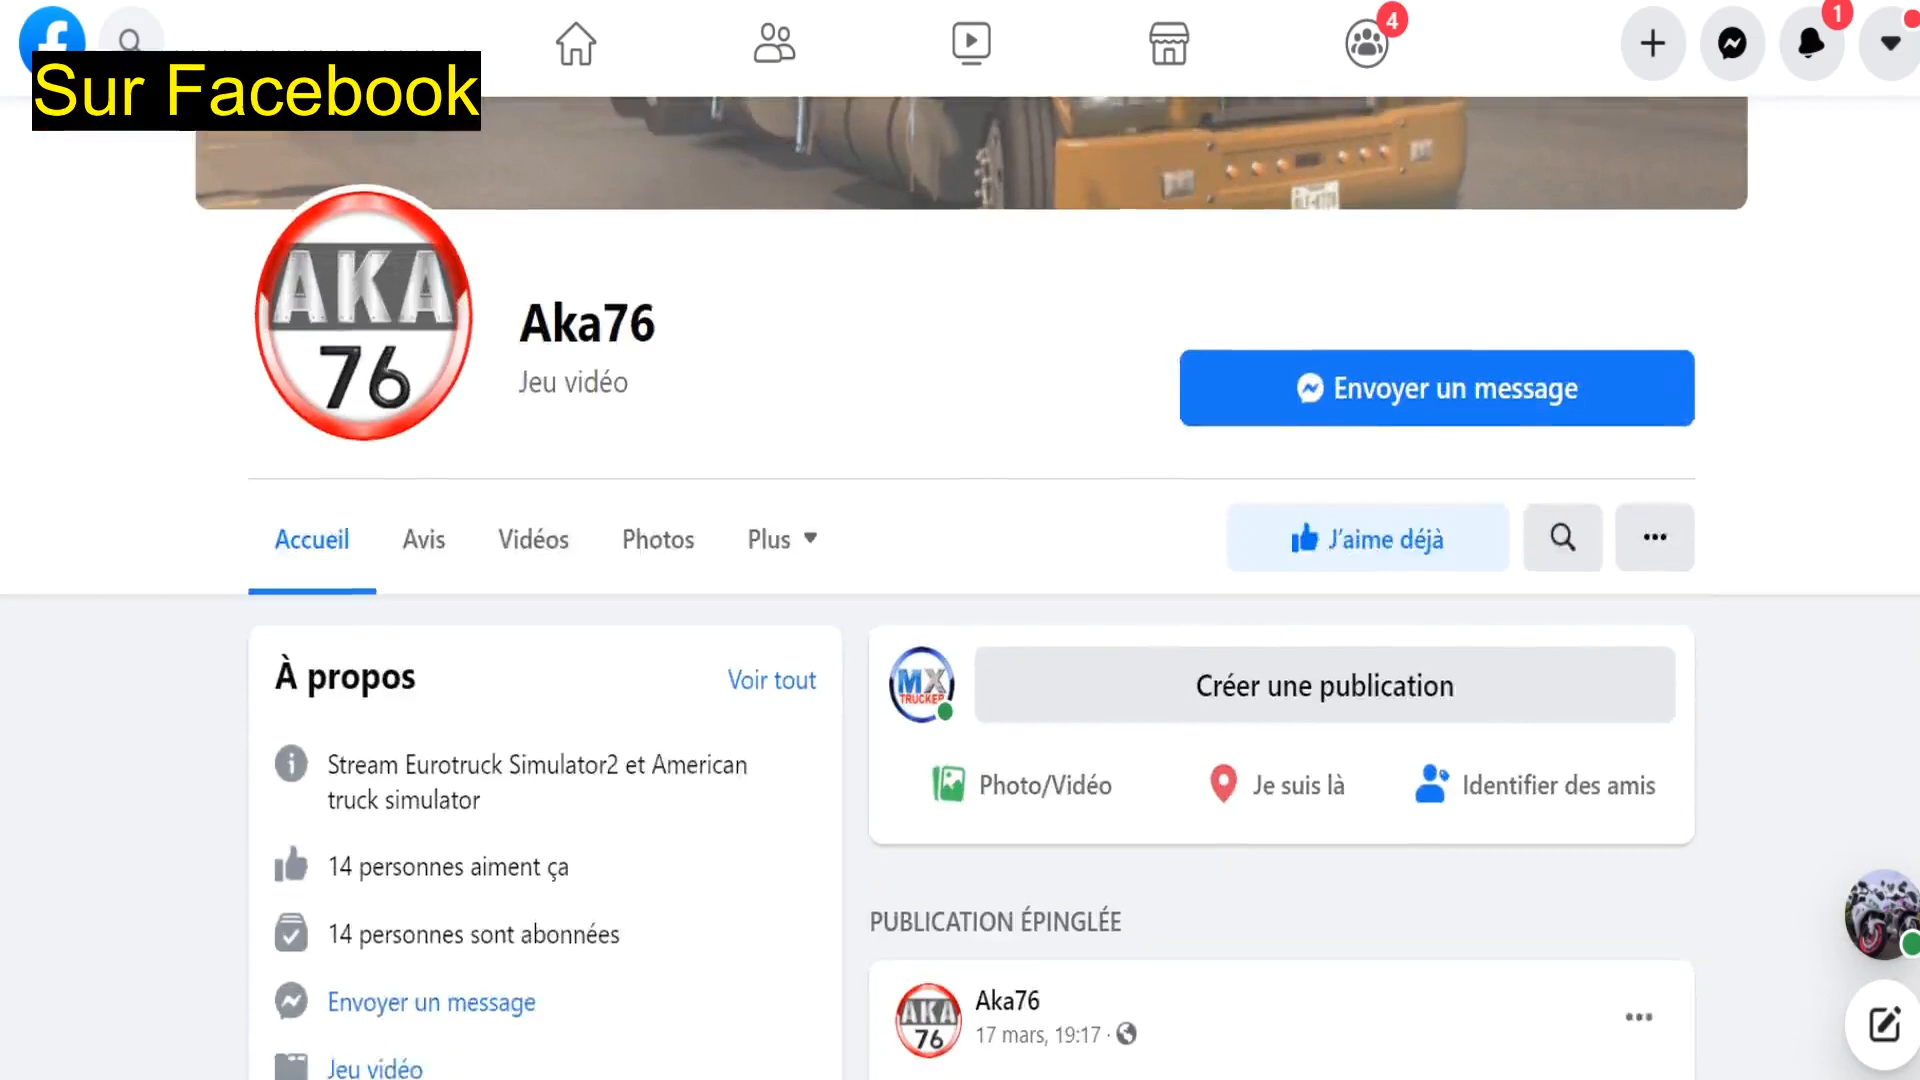 4
1
Sur Facebook
AKA
76
Aka76
Jeu vidéo
Envoyer un message
Accueil
Avis
Vidéos
Photos
Plus
J'aime déjà
À propos
Voir tout
Stream Eurotruck Simulator2 et American
truck simulator
14 personnes aiment ça
14 personnes sont abonnées
Envoyer un message
Jeu vidéo
MX
TRUCKER
Créer une publication
Photo/Vidéo
Je suis là
Identifier des amis
PUBLICATION ÉPINGLÉE
AKA
76
Aka76
17 mars, 19:17 ·